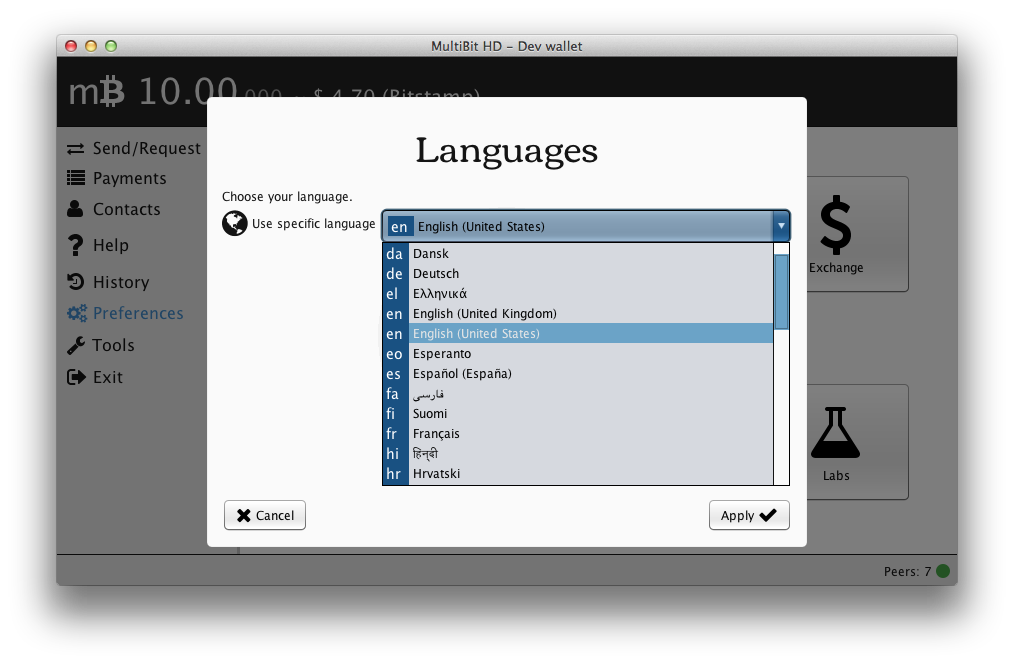 MultiBit HD – Dev wallet
mɃ 10.00 000 ~ $ 4.70 (Bitstamp)
Languages
Send/Request
Payments
Contacts
Help
History
Preferences
Tools
Exit
Choose your language.
Use specific language
en English (United States)
da Dansk
de Deutsch
el Ελληνικά
en English (United Kingdom)
en English (United States)
eo Esperanto
es Español (España)
fa فارسی
fi Suomi
fr Français
hi हिन्दी
hr Hrvatski
Cancel
Apply
Exchange
Labs
Peers: 7